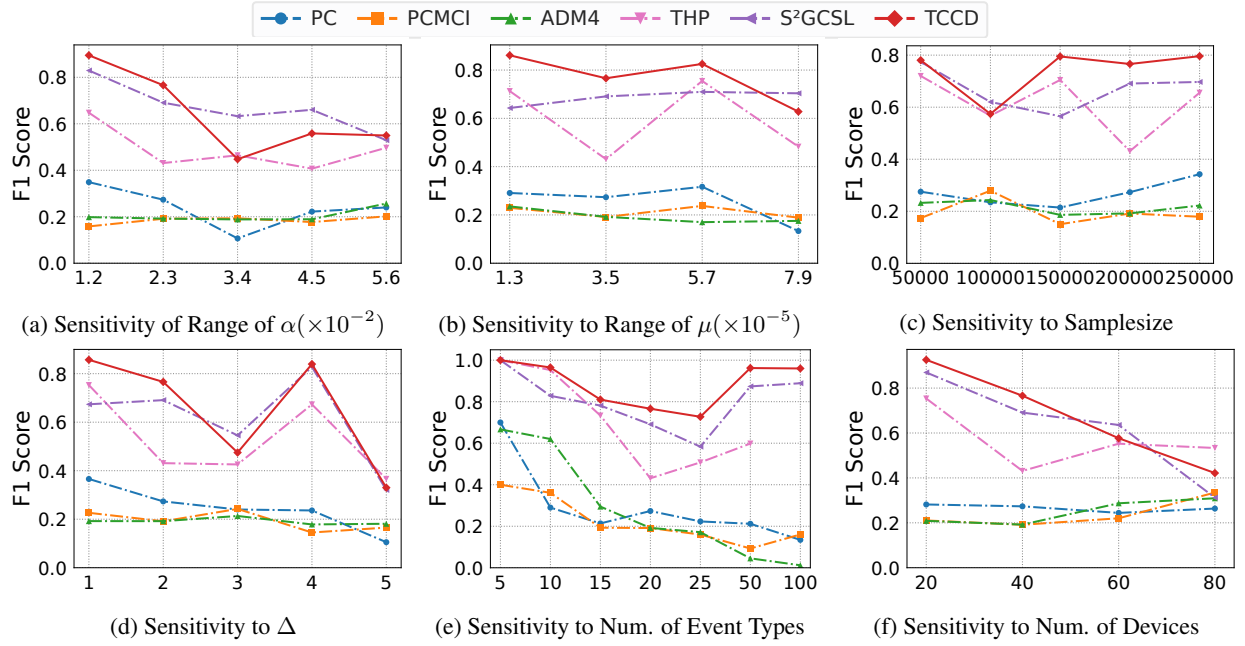 PC PCMCI ADM4 THP S²GCSL TCCD
F1 Score
0.8
0.6
0.4
0.2
0.0
1.2 2.3 3.4 4.5 5.6
(a) Sensitivity of Range of α(×10⁻²)
F1 Score
0.8
0.6
0.4
0.2
0.0
1.3 3.5 5.7 7.9
(b) Sensitivity to Range of μ(×10⁻⁵)
F1 Score
0.8
0.6
0.4
0.2
0.0
50000 100000 150000 200000 250000
(c) Sensitivity to Samplesize
F1 Score
0.8
0.6
0.4
0.2
0.0
1 2 3 4 5
(d) Sensitivity to Δ
F1 Score
1.0
0.8
0.6
0.4
0.2
0.0
5 10 15 20 25 50 100
(e) Sensitivity to Num. of Event Types
F1 Score
0.8
0.6
0.4
0.2
0.0
20 40 60 80
(f) Sensitivity to Num. of Devices